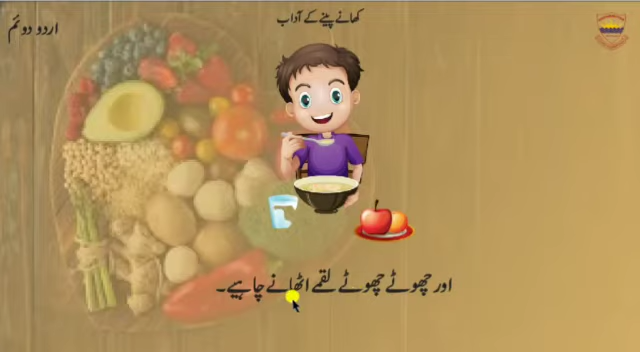 کھانے پینے کے آداب
اردو دوئم
اور چھوٹے چھوٹے لقمے اٹھانے چاہیے۔